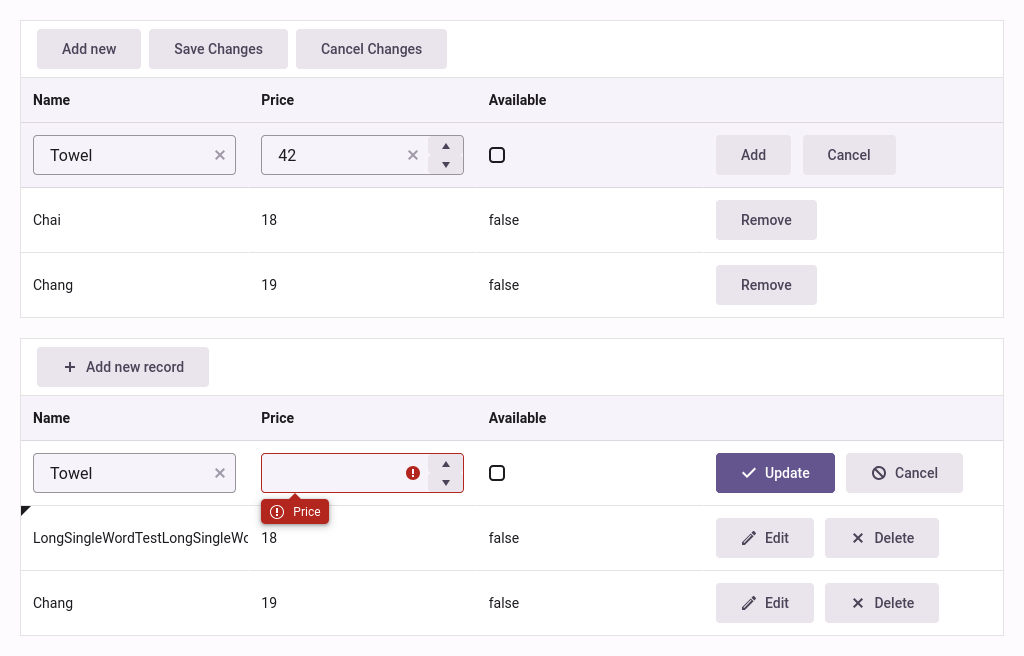 Add new Save Changes Cancel Changes
Name Price Available
Towel 42 Add Cancel
Chai 18 false Remove
Chang 19 false Remove
Add new record
Name Price Available
Towel Update Cancel
Price
LongSingleWordTestLongSingleWo 18 false Edit Delete
Chang 19 false Edit Delete